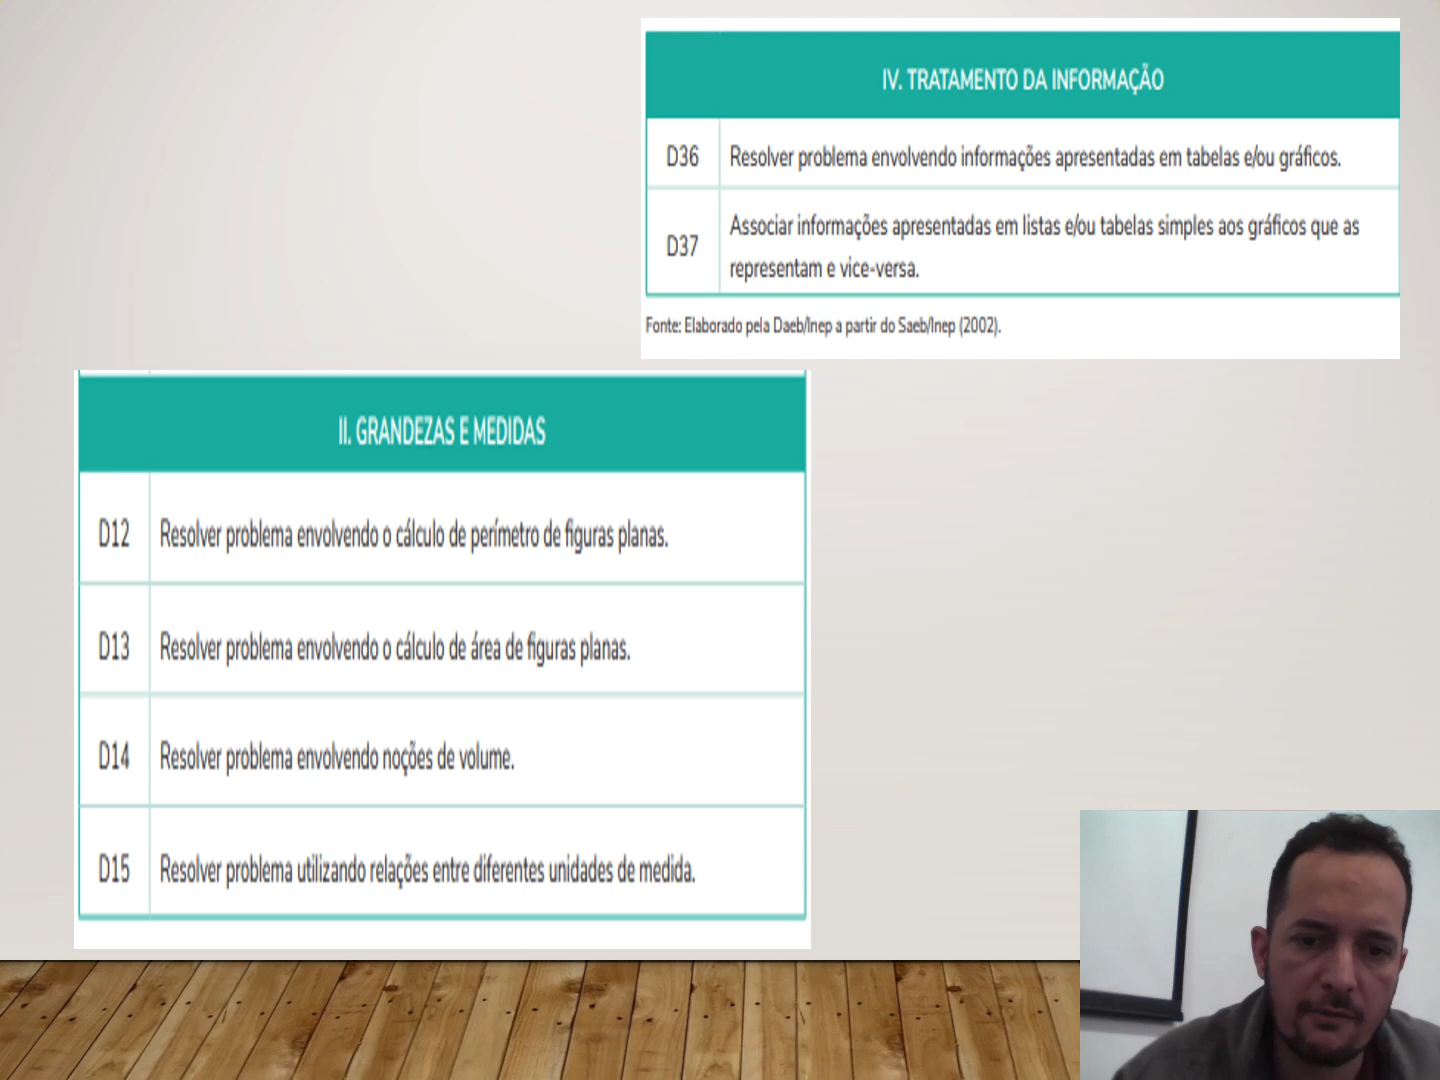 IV. TRATAMENTO DA INFORMAÇÃO
D36 Resolver problema envolvendo informações apresentadas em tabelas e/ou gráficos.
D37 Associar informações apresentadas em listas e/ou tabelas simples aos gráficos que as
representam e vice-versa.
Fonte: Elaborado pela Daeb/Inep a partir do Saeb/Inep (2002).
II. GRANDEZAS E MEDIDAS
D12 Resolver problema envolvendo o cálculo de perímetro de figuras planas.
D13 Resolver problema envolvendo o cálculo de área de figuras planas.
D14 Resolver problema envolvendo noções de volume.
D15 Resolver problema utilizando relações entre diferentes unidades de medida.